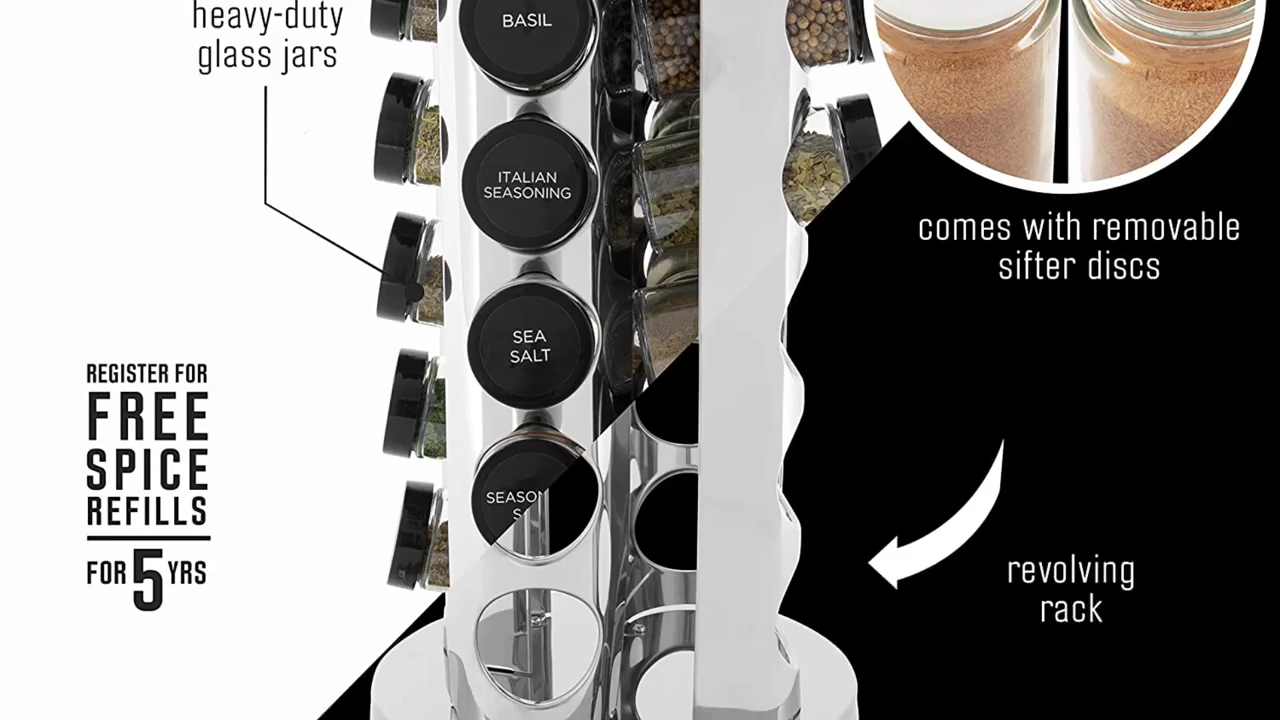 heavy-duty
glass jars
BASIL
ITALIAN
SEASONING
SEA
SALT
comes with removable
sifter discs
REGISTER FOR
FREE
SPICE
REFILLS
FOR 5 YRS
revolving
rack